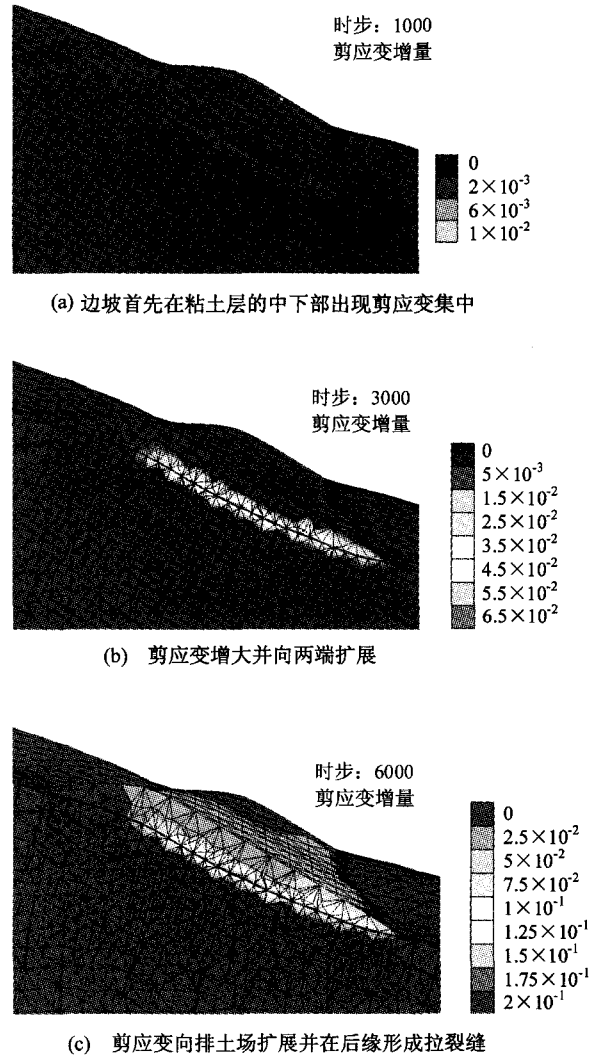 时步：1000
剪应变增量
0
2×10⁻³
6×10⁻³
1×10⁻²
(a) 边坡首先在粘土层的中下部出现剪应变集中
时步：3000
剪应变增量
0
5×10⁻³
1.5×10⁻²
2.5×10⁻²
3.5×10⁻²
4.5×10⁻²
5.5×10⁻²
6.5×10⁻²
(b) 剪应变增大并向两端扩展
时步：6000
剪应变增量
0
2.5×10⁻²
5×10⁻²
7.5×10⁻²
1×10⁻¹
1.25×10⁻¹
1.5×10⁻¹
1.75×10⁻¹
2×10⁻¹
(c) 剪应变向排土场扩展并在后缘形成拉裂缝